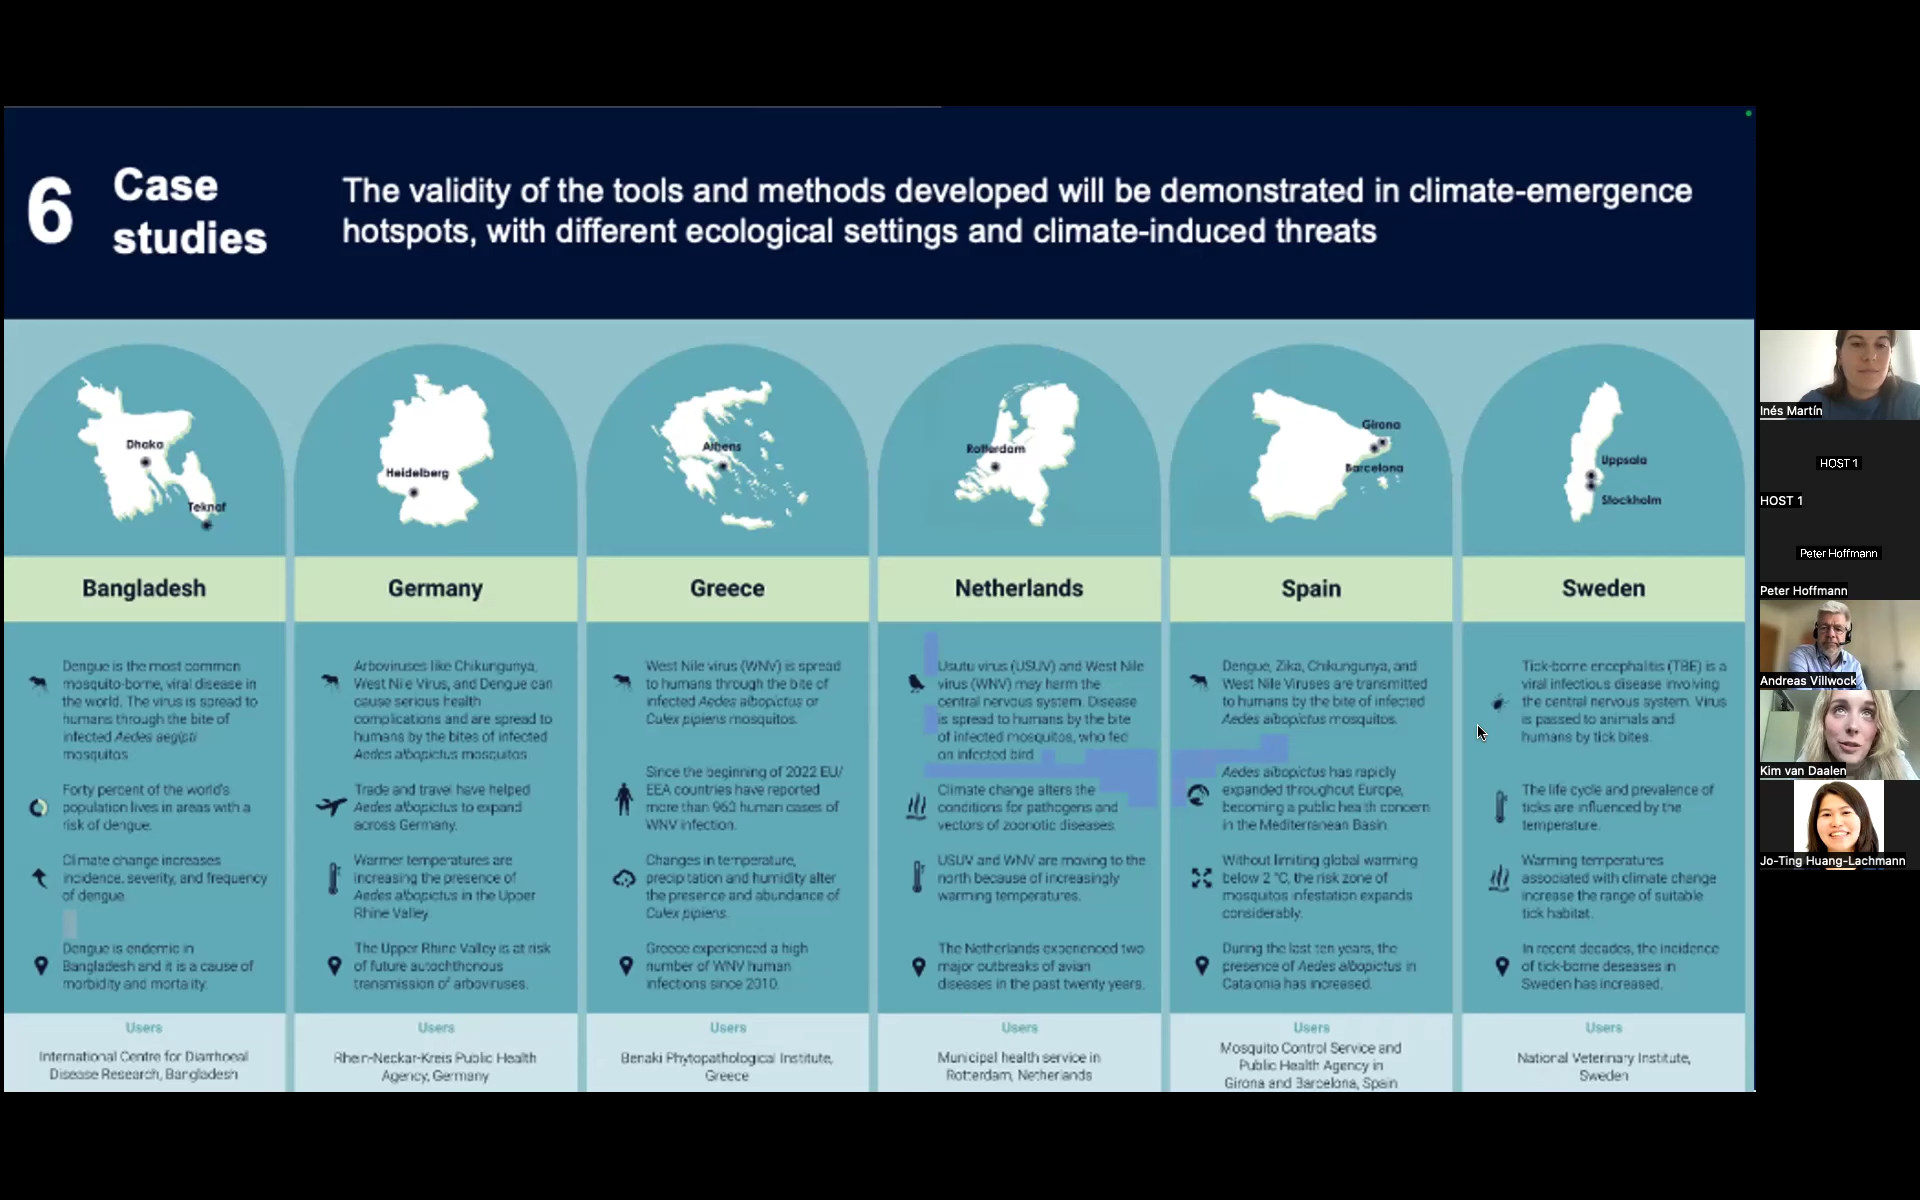 6
Case
studies
The validity of the tools and methods developed will be demonstrated in climate-emergence
hotspots, with different ecological settings and climate-induced threats
Dhaka
Teknaf
Bangladesh
Dengue is the most common
mosquito-borne, viral disease in
the world. The virus is spread to
humans through the bite of
infected Aedes aegipti
mosquitos
Forty percent of the world's
population lives in areas with a
risk of dengue.
Climate change increases
incidence, severity, and frequency
of dengue.
Dengue is endemic in
Bangladesh and it is a cause of
morbidity and mortality.
Users
International Centre for Diarrhoeal
Disease Research, Bangladesh
Heidelberg
Germany
Arboviruses like Chikungunya,
West Nile Virus, and Dengue can
cause serious health
complications and are spread to
humans by the bites of infected
Aedes albopictus mosquitos
Trade and travel have helped
Aedes albopictus to expand
across Germany.
Warmer temperatures are
increasing the presence of
Aedes albopictus in the Upper
Rhine Valley.
The Upper Rhine Valley is at risk
of future autochthonous
transmission of arboviruses.
Users
Rhein-Neckar-Kreis Public Health
Agency, Germany
Athens
Greece
West Nile virus (WNV) is spread
to humans through the bite of
infected Aedes albopictus or
Culex pipiens mosquitos.
Since the beginning of 2022 EU/
EEA countries have reported
more than 960 human cases of
WNV infection.
Changes in temperature,
precipitation and humidity alter
the presence and abundance of
Culex pipiens.
Greece experienced a high
number of WNV human
infections since 2010.
Users
Benaki Phytopathological Institute,
Greece
Rotterdam
Netherlands
Usutu virus (USUV) and West Nile
virus (WNV) may harm the
central nervous system. Disease
is spread to humans by the bite
of infected mosquitos, who fed
on infected bird
Climate change alters the
conditions for pathogens and
vectors of zoonotic diseases.
USUV and WNV are moving to the
north because of increasingly
warming temperatures.
The Netherlands experienced two
major outbreaks of avian
diseases in the past twenty years.
Users
Municipal health service in
Rotterdam, Netherlands
Girona
Barcelona
Spain
Dengue, Zika, Chikungunya, and
West Nile Viruses are transmitted
to humans by the bite of infected
Aedes albopictus mosquitos.
Aedes albopictus has rapidly
expanded throughout Europe,
becoming a public health concern
in the Mediterranean Basin.
Without limiting global warming
below 2 °C, the risk zone of
mosquitos infestation expands
considerably.
During the last ten years, the
presence of Aedes albopictus in
Catalonia has increased.
Users
Mosquito Control Service and
Public Health Agency in
Girona and Barcelona, Spain
Uppsala
Stockholm
Sweden
Tick-borne encephalitis (TBE) is a
viral infectious disease involving
the central nervous system. Virus
is passed to animals and
humans by tick bites.
The life cycle and prevalence of
ticks are influenced by the
temperature.
Warming temperatures
associated with climate change
increase the range of suitable
tick habitat.
In recent decades, the incidence
of tick-borne deseases in
Sweden has increased.
Users
National Veterinary Institute,
Sweden
Inés Martín
HOST 1
HOST 1
Peter Hoffmann
Peter Hoffmann
Andreas Villwock
Kim van Daalen
Jo-Ting Huang-Lachmann